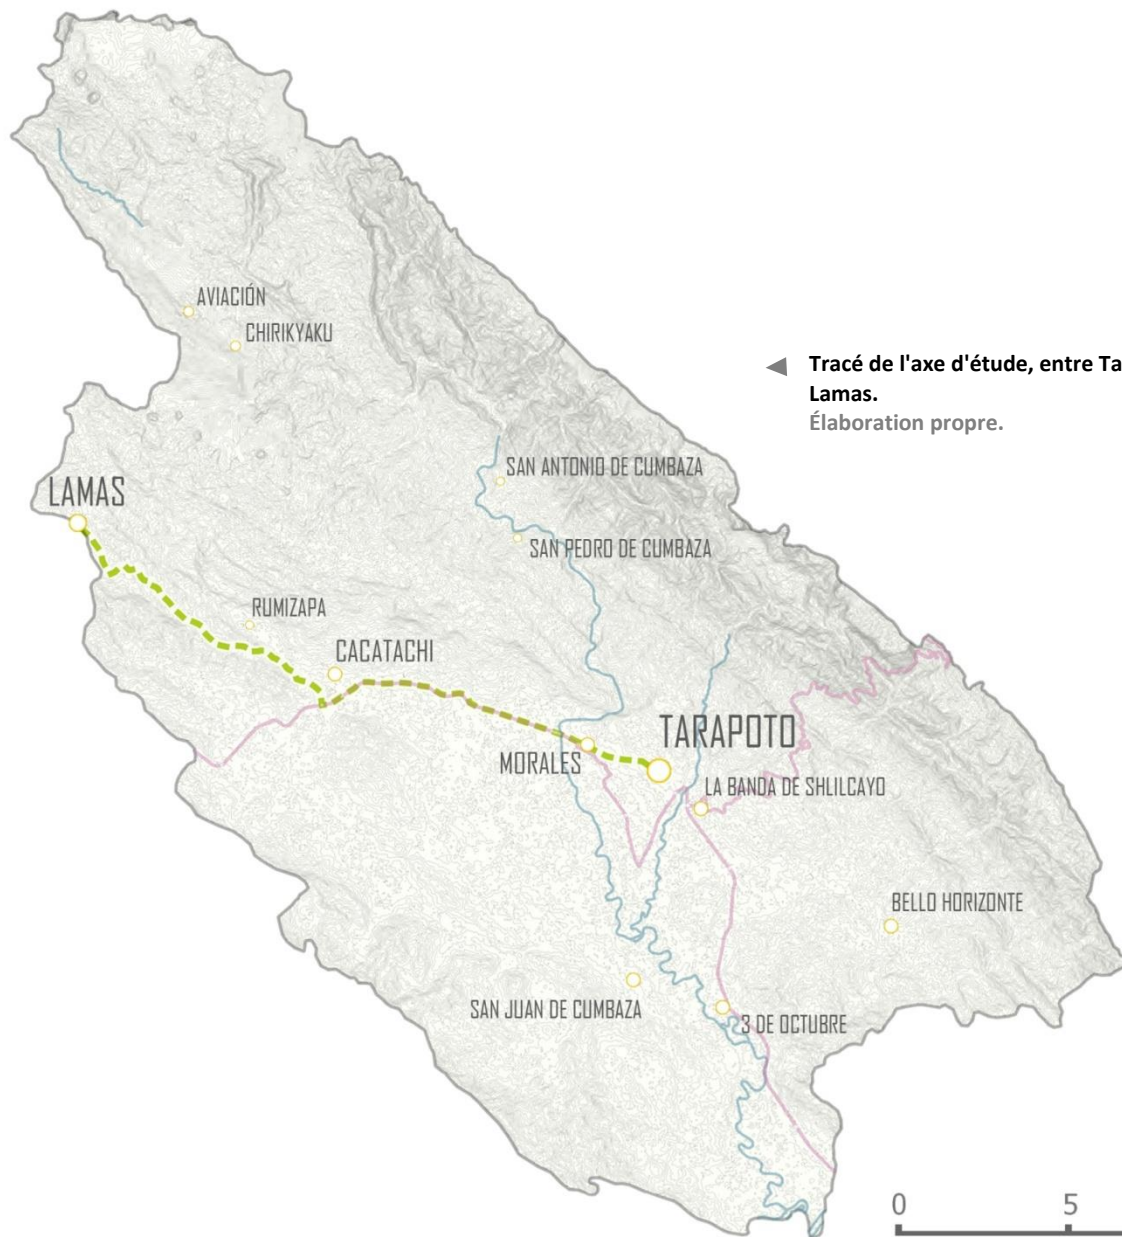 AVIACIÓN
CHIRIKYAKU
Tracé de l'axe d'étude, entre Ta
Lamas.
Élaboration propre.
SAN ANTONIO DE CUMBAZA
LAMAS
SAN PEDRO DE CUMBAZA
RUMIZAPA
CACATACHI
TARAPOTO
MORALES
LA BANDA DE SHLILCAYO
BELLO HORIZONTE
SAN JUAN DE CUMBAZA
3 DE OCTUBRE
0 5